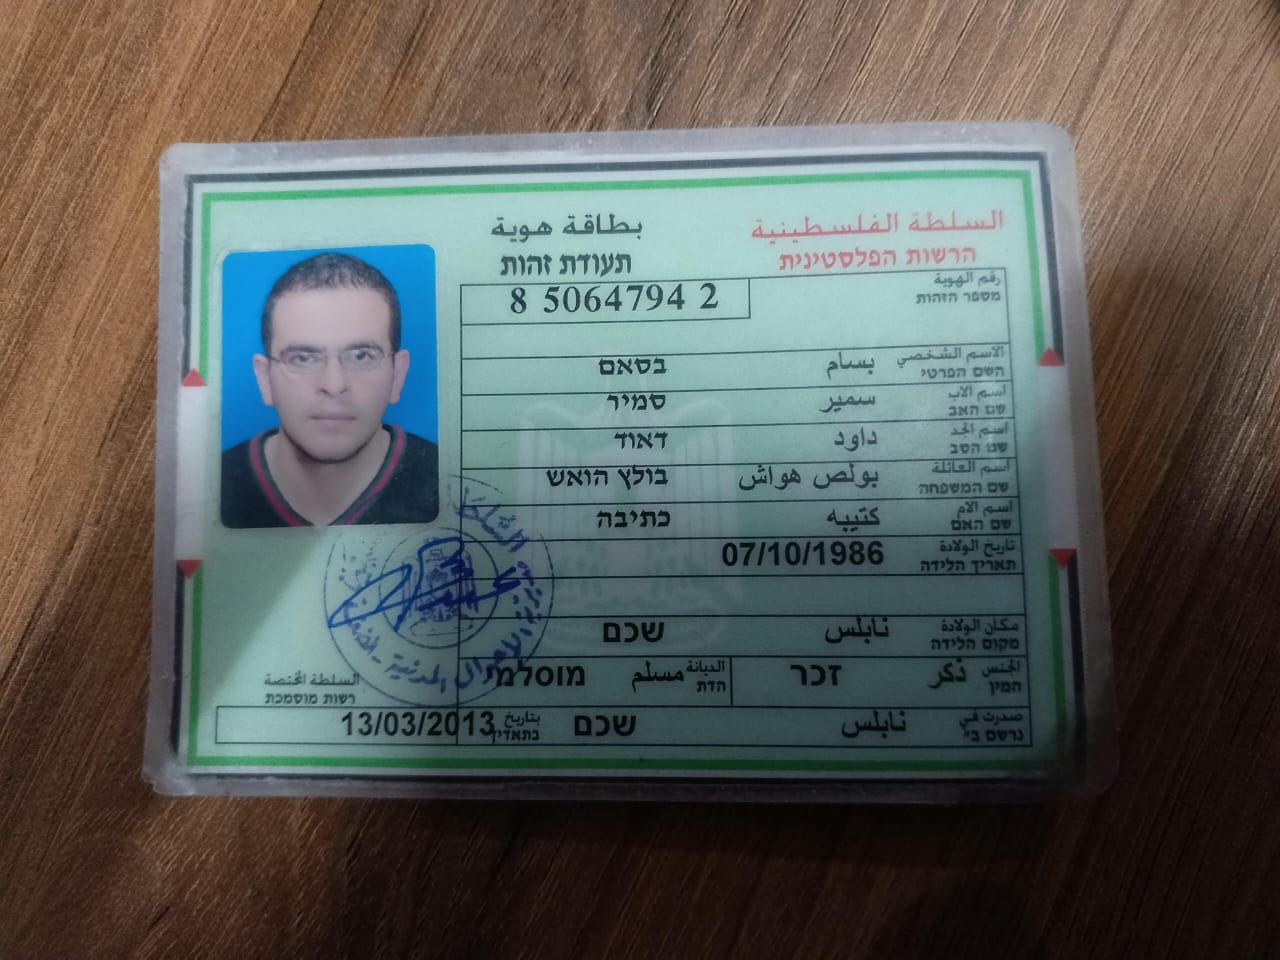 السلطة الفلسطينية بطاقة هوية
הרשות הפלסטינית תעודת זהות
رقم الهوية
מספר הזהות
8 5064794 2
الاسم الشخصي بسام בסאם
השם הפרטי
اسم الاب سمير סמיר
שם האב
اسم الجد داود דאוד
שם הסב
اسم العائلة بولص هواش בולץ הואש
שם המשפחה
اسم الام كتيبه כתיבה
שם האם
تاريخ الولادة 07/10/1986
תאריך הלידה
مكان الولادة نابلس שכם
מקום הלידה
الجنس ذكر זכר الديانة مسلم מוסלמי
המין הדת
السلطة المختصة
רשות מוסמכת
صدرت في نابلس שכם بتاريخ 13/03/2013
נרשם ב" בתאריך
المدنية